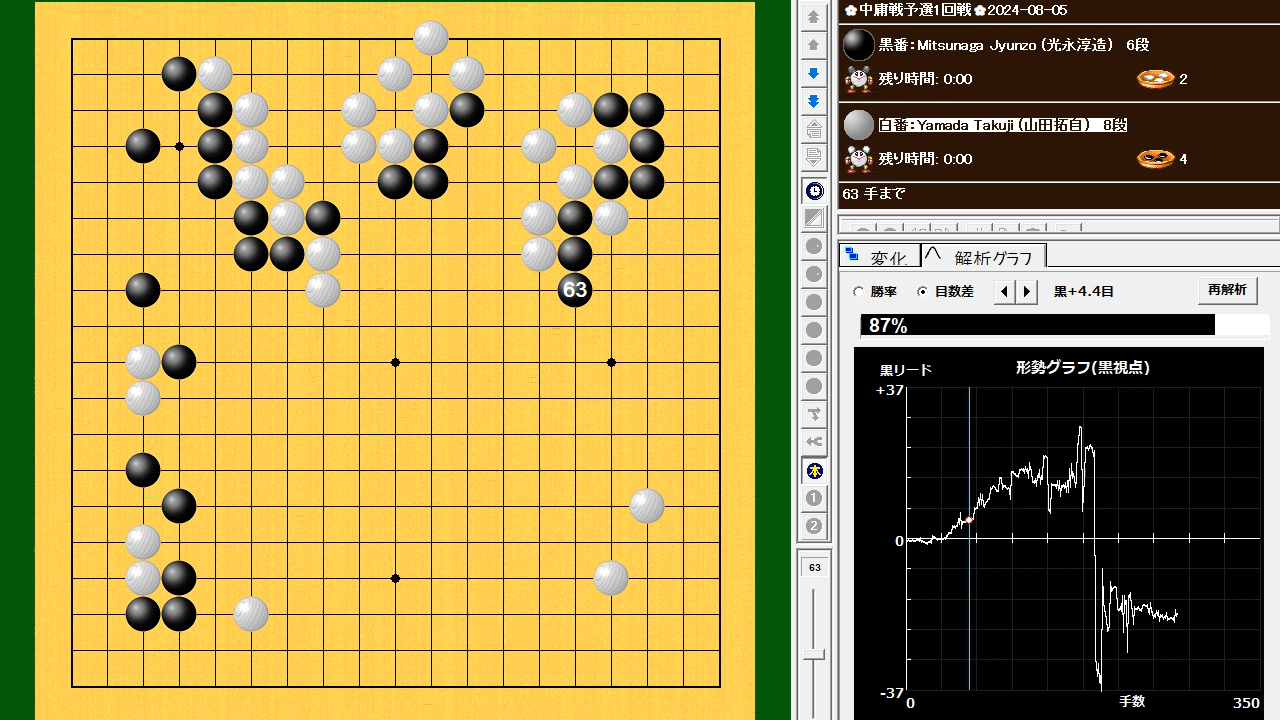 ✿中庸戦予選1回戦✿2024-08-05
黒番：Mitsunaga Jyunzo（光永淳造） 6段
残り時間: 0:00
2
白番：Yamada Takuji（山田拓自） 8段
残り時間: 0:00
4
63 手まで
変化
解析グラフ
勝率
目数差
黒+4.4目
再解析
87%
形勢グラフ(黒視点)
黒リード
+37
0
-37
0
手数
350
63
1
2
63